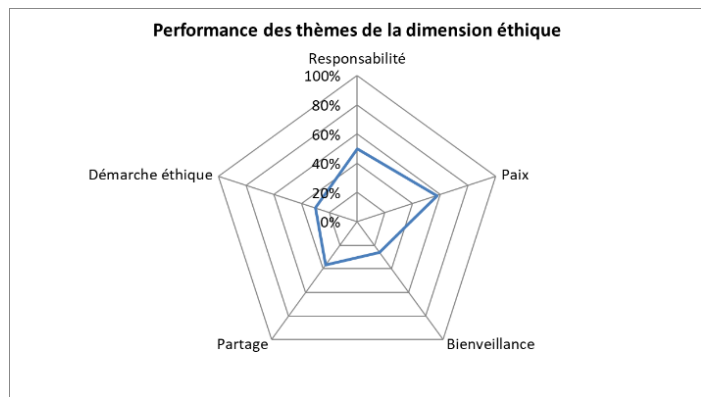 Performance des thèmes de la dimension éthique
Responsabilité
100%
80%
60%
40%
20%
0%
Démarche éthique
Paix
Partage
Bienveillance